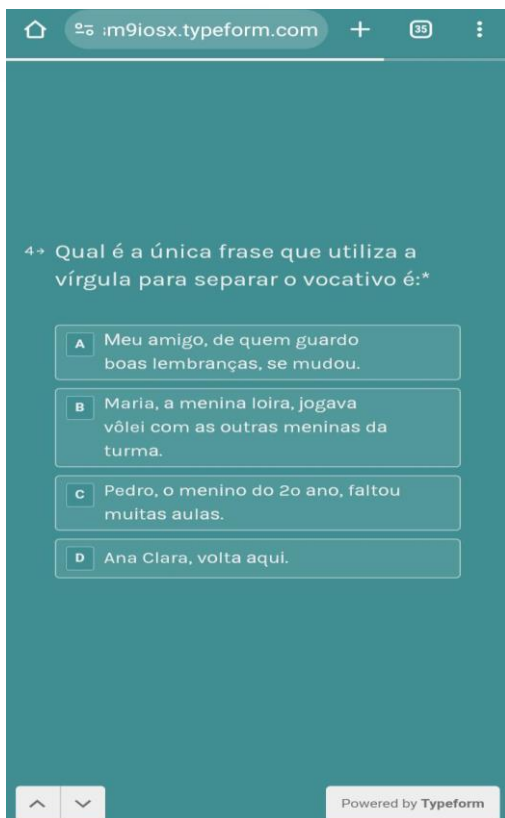 :m9iosx.typeform.com
35
4→ Qual é a única frase que utiliza a
vírgula para separar o vocativo é:*
A Meu amigo, de quem guardo
boas lembranças, se mudou.
B Maria, a menina loira, jogava
vôlei com as outras meninas da
turma.
C Pedro, o menino do 2o ano, faltou
muitas aulas.
D Ana Clara, volta aqui.
Powered by Typeform